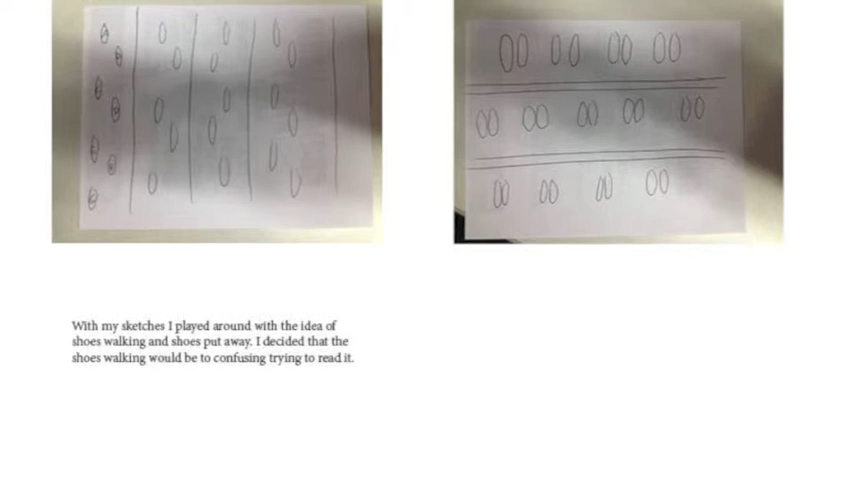 With my sketches I played around with the idea of
shoes walking and shoes put away. I decided that the
shoes walking would be to confusing trying to read it.